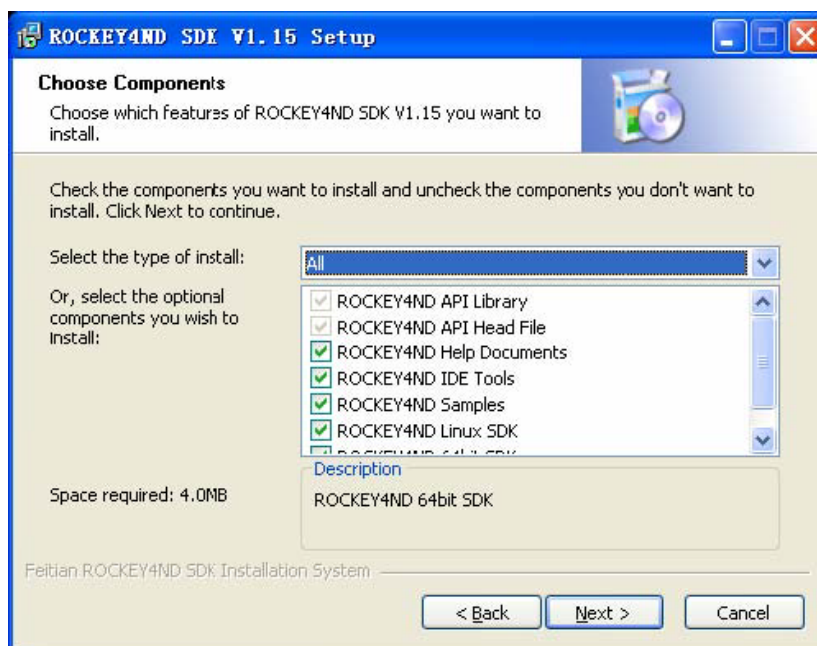 ROCKEY4ND SDK V1.15 Setup
Choose Components
Choose which features of ROCKEY4ND SDK V1.15 you want to
install.
Check the components you want to install and uncheck the components you don't want to
install. Click Next to continue.
Select the type of install:
All
Or, select the optional
components you wish to
install:
ROCKEY4ND API Library
ROCKEY4ND API Head File
ROCKEY4ND Help Documents
ROCKEY4ND IDE Tools
ROCKEY4ND Samples
ROCKEY4ND Linux SDK
ROCKEY4ND 64bit SDK
Space required: 4.0MB
Description
ROCKEY4ND 64bit SDK
Feitian ROCKEY4ND SDK Installation System
< Back
Next >
Cancel